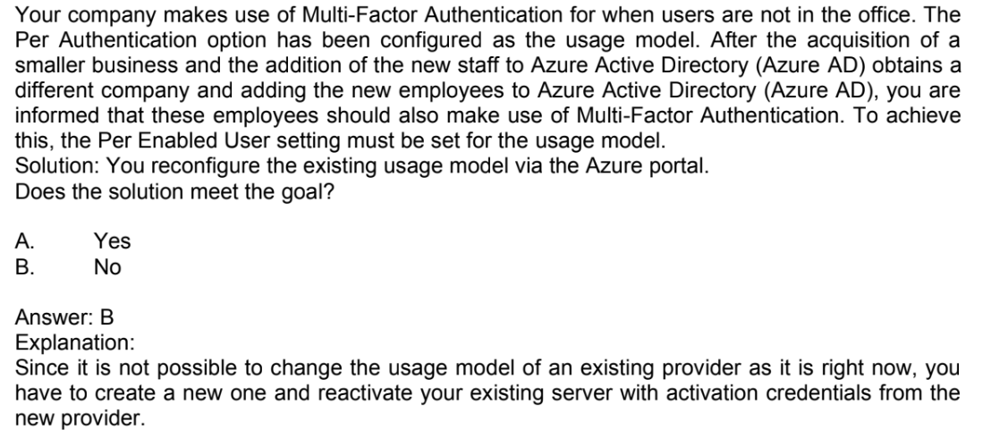 Your company makes use of Multi-Factor Authentication for when users are not in the office. The
Per Authentication option has been configured as the usage model. After the acquisition of a
smaller business and the addition of the new staff to Azure Active Directory (Azure AD) obtains a
different company and adding the new employees to Azure Active Directory (Azure AD), you are
informed that these employees should also make use of Multi-Factor Authentication. To achieve
this, the Per Enabled User setting must be set for the usage model.
Solution: You reconfigure the existing usage model via the Azure portal.
Does the solution meet the goal?
A. Yes
B. No
Answer: B
Explanation:
Since it is not possible to change the usage model of an existing provider as it is right now, you
have to create a new one and reactivate your existing server with activation credentials from the
new provider.